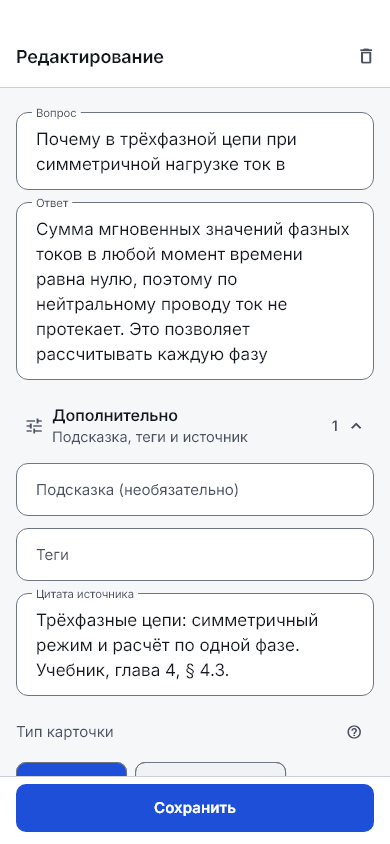 Редактирование
Вопрос
Почему в трёхфазной цепи при
симметричной нагрузке ток в
Ответ
Сумма мгновенных значений фазных
токов в любой момент времени
равна нулю, поэтому по
нейтральному проводу ток не
протекает. Это позволяет
рассчитывать каждую фазу
Дополнительно
Подсказка, теги и источник
1
Подсказка (необязательно)
Теги
Цитата источника
Трёхфазные цепи: симметричный
режим и расчёт по одной фазе.
Учебник, глава 4, § 4.3.
Тип карточки
Сохранить